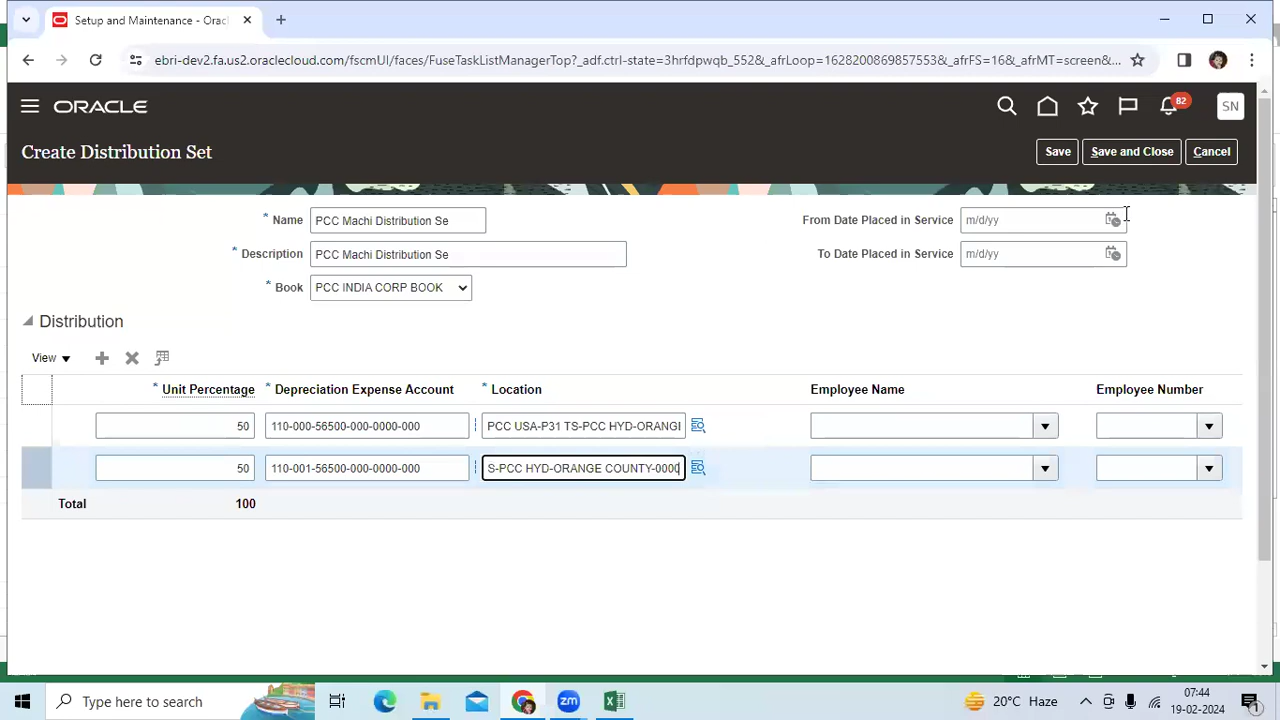 Setup and Maintenance - Orac
ebri-dev2.fa.us2.oraclecloud.com/fscmUI/faces/FuseTaskListManagerTop?_adf.ctrl-state=3hrfdpwqb_552&_afrLoop=1628200869857553&_afrFS=16&_afrMT=screen&...
ORACLE
82
SN
Create Distribution Set
Save
Save and Close
Cancel
* Name PCC Machi Distribution Se
From Date Placed in Service m/d/yy
* Description PCC Machi Distribution Se
To Date Placed in Service m/d/yy
* Book PCC INDIA CORP BOOK
Distribution
View
* Unit Percentage * Depreciation Expense Account * Location Employee Name Employee Number
50 110-000-56500-000-0000-000 PCC USA-P31 TS-PCC HYD-ORANGE
50 110-001-56500-000-0000-000 S-PCC HYD-ORANGE COUNTY-0000
Total 100
Type here to search
zm
20°C Haze
07:44
19-02-2024
1